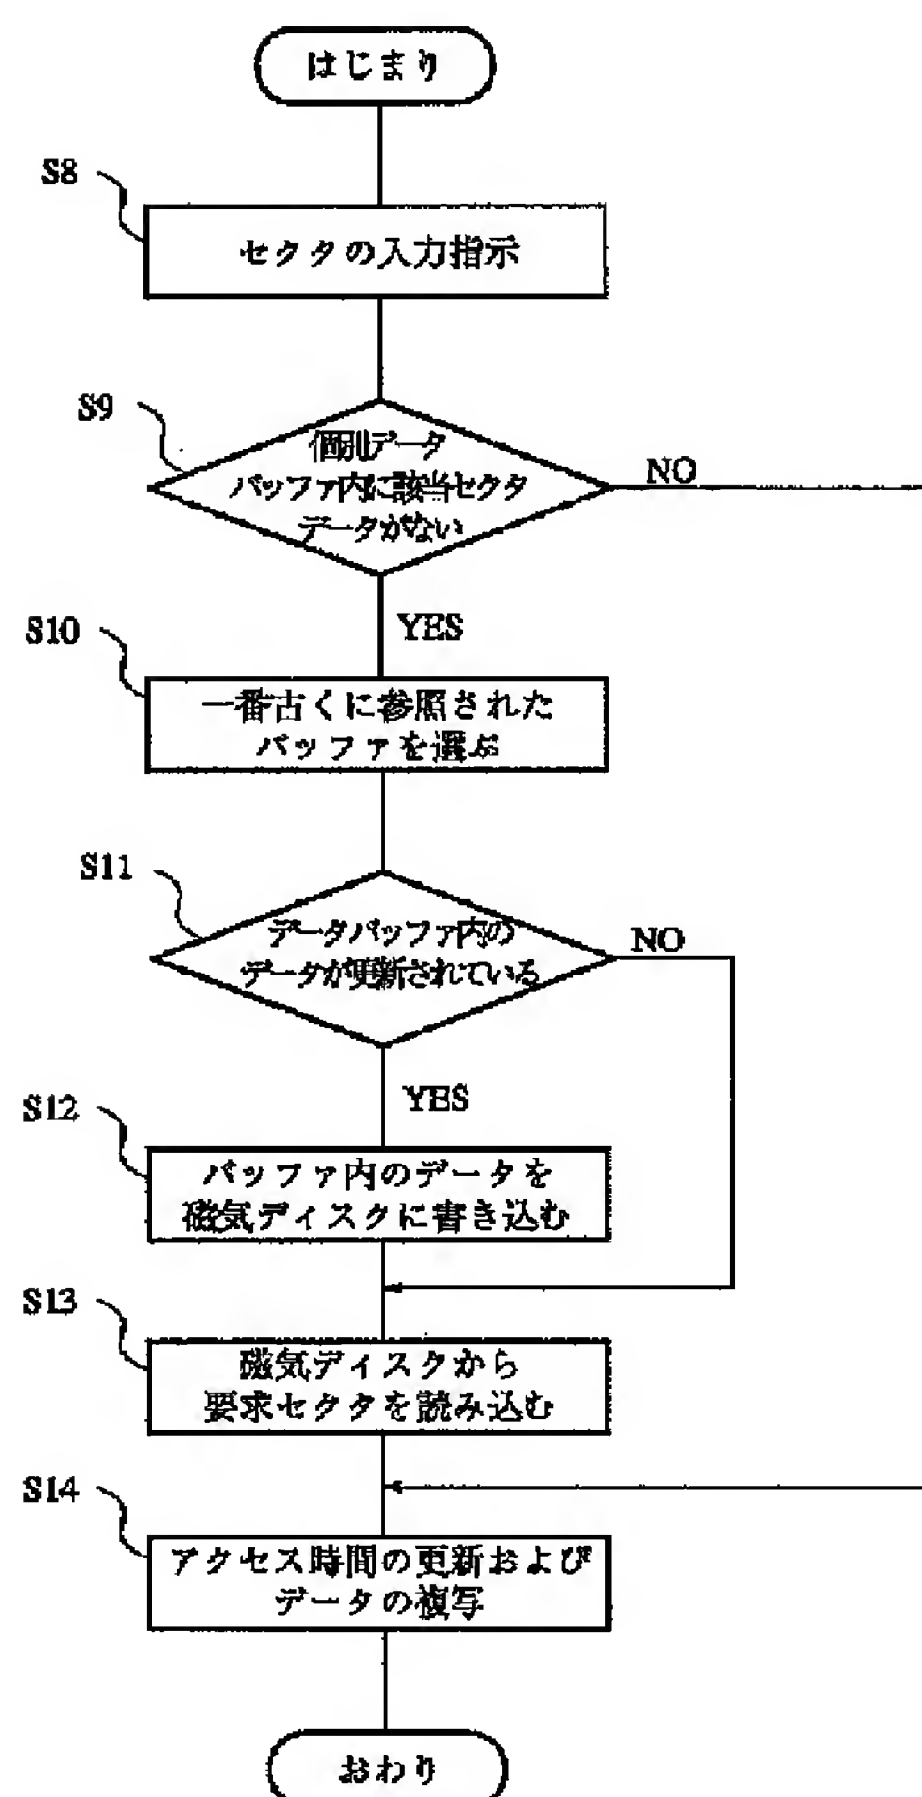 はじまり
S8
セクタの入力指示
S9
個別データ
バッファ内に該当セクタ
データがない
NO
YES
S10
一番古くに参照された
バッファを選ぶ
S11
データバッファ内の
データが更新されている
NO
YES
S12
バッファ内のデータを
磁気ディスクに書き込む
S13
磁気ディスクから
要求セクタを読み込む
S14
アクセス時間の更新および
データの複写
おわり